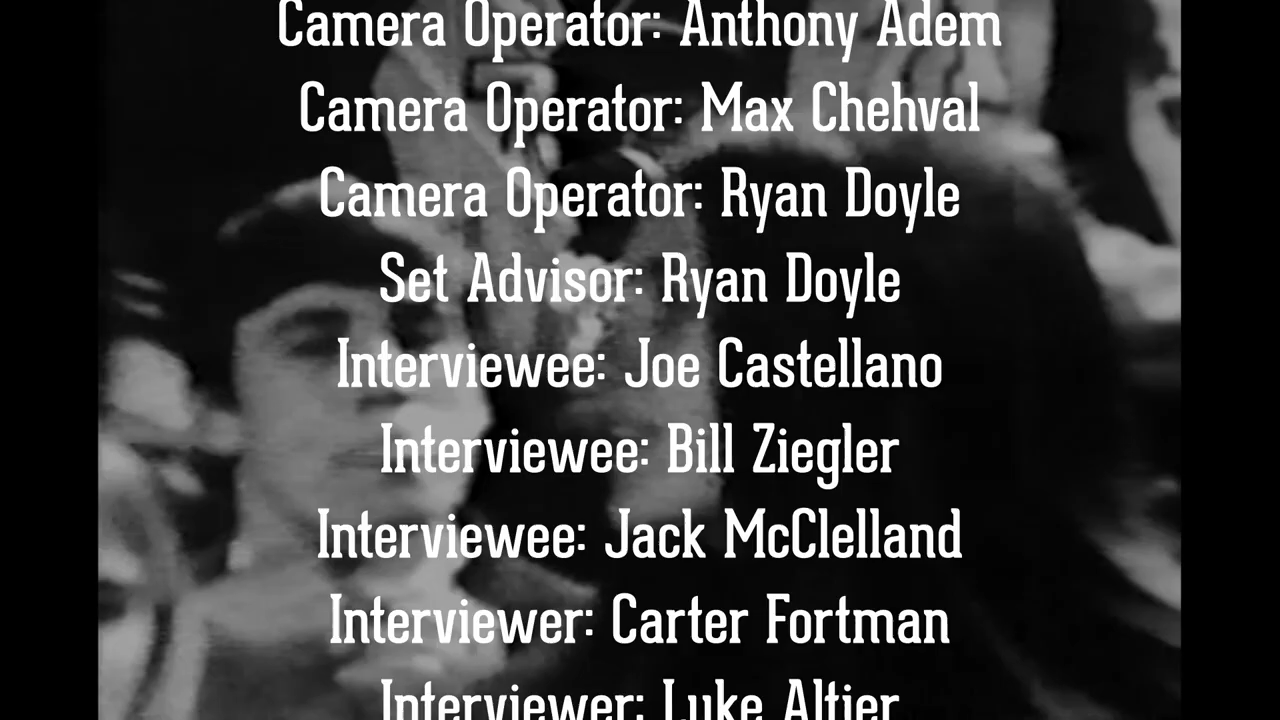 Camera Operator: Anthony Adem
Camera Operator: Max Chehval
Camera Operator: Ryan Doyle
Set Advisor: Ryan Doyle
Interviewee: Joe Castellano
Interviewee: Bill Ziegler
Interviewee: Jack McClelland
Interviewer: Carter Fortman
Interviewer: Luke Altier